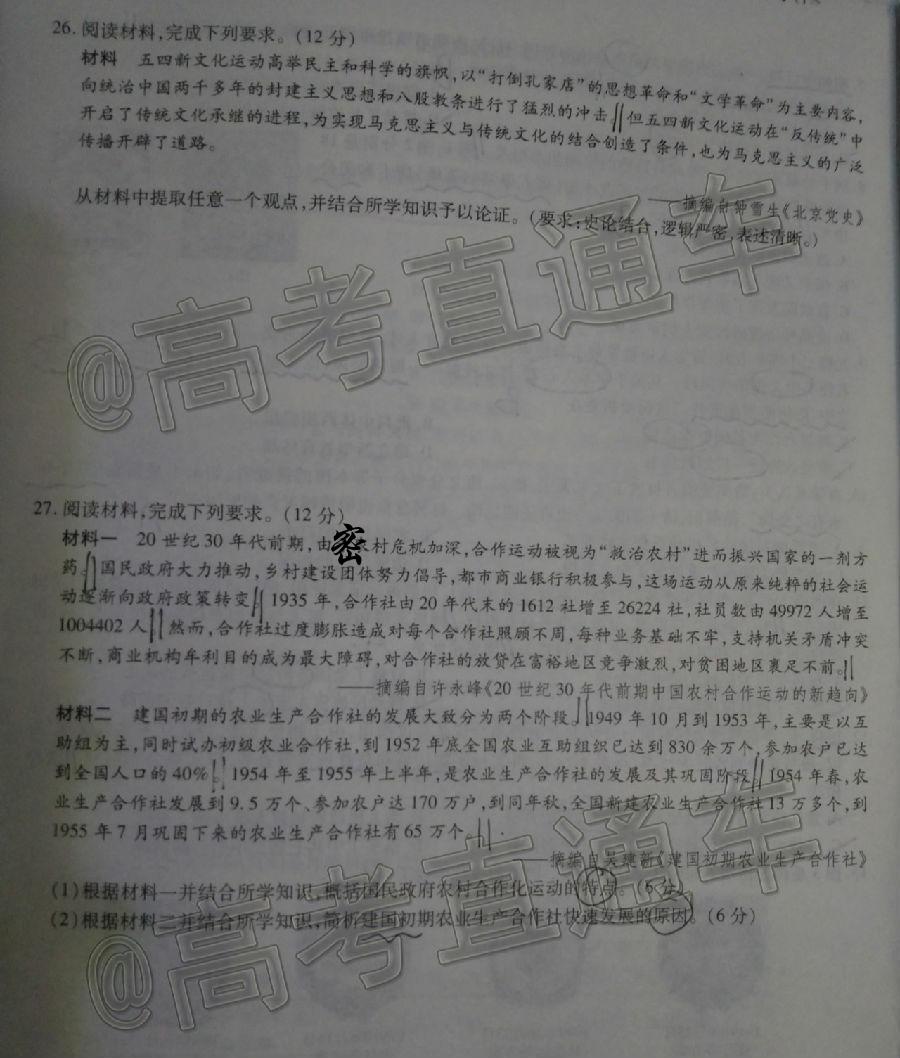 26. 阅读材料,完成下列要求。(12 分)
材料 五四新文化运动高举民主和科学的旗帜,以“打倒孔家店”的思想革命和“文学革命”为主要内容,
向统治中国两千多年的封建主义思想和八股教条进行了猛烈的冲击。但五四新文化运动在“反传统”中
开启了传统文化承继的进程,为实现马克思主义与传统文化的结合创造了条件,也为马克思主义的广泛
传播开辟了道路。
——摘编自钟雪生《北京党史》
从材料中提取任意一个观点,并结合所学知识予以论证。(要求:史论结合,逻辑严密,表述清晰。)
@高考直通车
27. 阅读材料,完成下列要求。(12 分)
材料一 20 世纪 30 年代前期,由 密 村危机加深,合作运动被视为“救治农村”进而振兴国家的一剂方
药。国民政府大力推动,乡村建设团体努力倡导,都市商业银行积极参与,这场运动从原来纯粹的社会运
动逐渐向政府政策转变。1935 年,合作社由 20 年代末的 1612 社增至 26224 社,社员数由 49972 人增至
1004402 人。然而,合作社过度膨胀造成对每个合作社照顾不周,每种业务基础不牢,支持机关矛盾冲突
不断,商业机构牟利目的成为最大障碍,对合作社的放贷在富裕地区竞争激烈,对贫困地区裹足不前。
——摘编自许永峰《20 世纪 30 年代前期中国农村合作运动的新趋向》
材料二 建国初期的农业生产合作社的发展大致分为两个阶段。1949 年 10 月到 1953 年,主要是以互
助组为主,同时试办初级农业合作社,到 1952 年底全国农业互助组织已达到 830 余万个,参加农户已达
到全国人口的 40%。1954 年至 1955 年上半年,是农业生产合作社的发展及其巩固阶段。1954 年春,农
业生产合作社发展到 9.5 万个、参加农户达 170 万户,到同年秋,全国新建农业生产合作社 13 万多个,到
1955 年 7 月巩固下来的农业生产合作社有 65 万个。
——摘编自吴建新《建国初期农业生产合作社》
(1)根据材料一并结合所学知识,概括国民政府农村合作化运动的特点。(6 分)
(2)根据材料二并结合所学知识,简析建国初期农业生产合作社快速发展的原因。(6 分)
@高考直通车